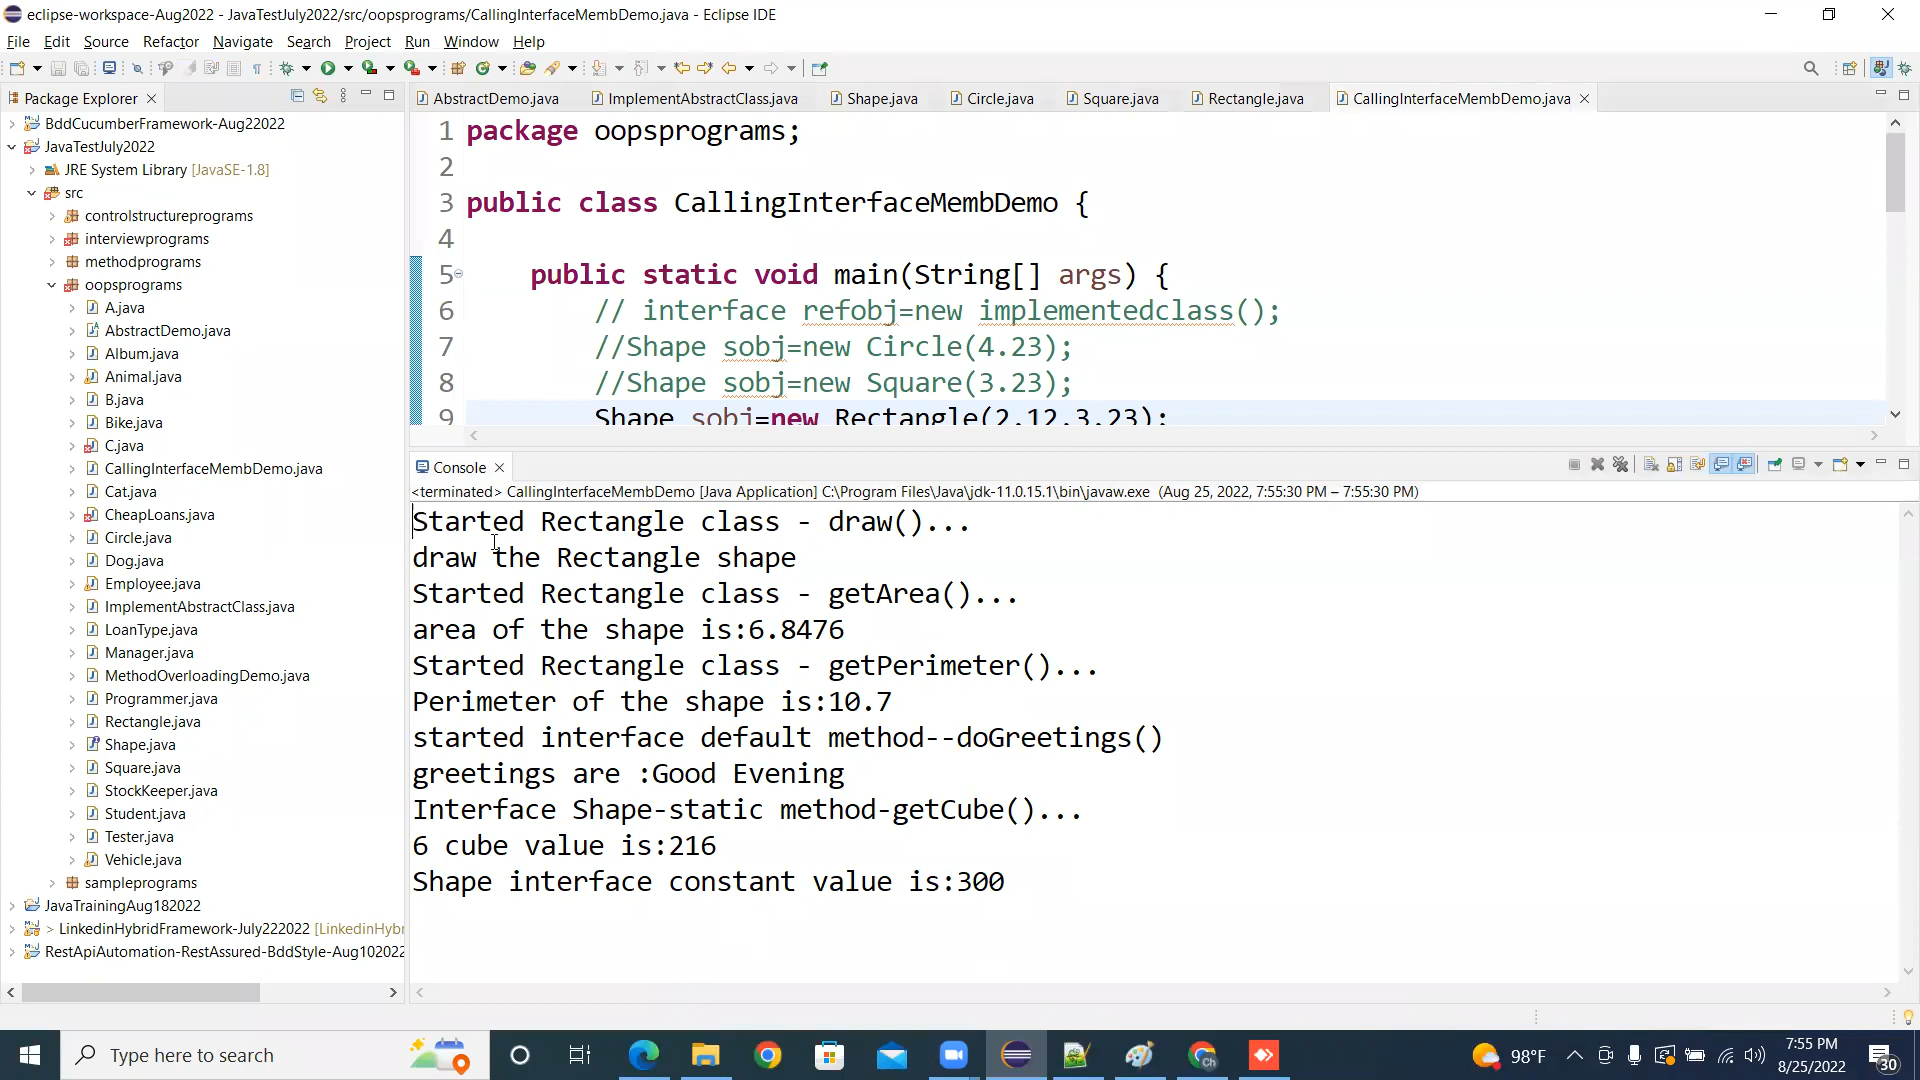 eclipse-workspace-Aug2022 - JavaTestJuly2022/src/oopsprograms/CallingInterfaceMembDemo.java - Eclipse IDE
File Edit Source Refactor Navigate Search Project Run Window Help
Package Explorer
BddCucumberFramework-Aug22022
JavaTestJuly2022
JRE System Library [JavaSE-1.8]
src
controlstructureprograms
interviewprograms
methodprograms
oopsprograms
A.java
AbstractDemo.java
Album.java
Animal.java
B.java
Bike.java
C.java
CallingInterfaceMembDemo.java
Cat.java
CheapLoans.java
Circle.java
Dog.java
Employee.java
ImplementAbstractClass.java
LoanType.java
Manager.java
MethodOverloadingDemo.java
Programmer.java
Rectangle.java
Shape.java
Square.java
StockKeeper.java
Student.java
Tester.java
Vehicle.java
sampleprograms
JavaTrainingAug182022
> LinkedinHybridFramework-July222022 [LinkedinHybr
RestApiAutomation-RestAssured-BddStyle-Aug102022
AbstractDemo.java ImplementAbstractClass.java Shape.java Circle.java Square.java Rectangle.java CallingInterfaceMembDemo.java
1 package oopsprograms;
2
3 public class CallingInterfaceMembDemo {
4
5 public static void main(String[] args) {
6 // interface refobj=new implementedclass();
7 //Shape sobj=new Circle(4.23);
8 //Shape sobj=new Square(3.23);
9 Shape sobj=new Rectangle(2.12,3.23);
Console
<terminated> CallingInterfaceMembDemo [Java Application] C:\Program Files\Java\jdk-11.0.15.1\bin\javaw.exe (Aug 25, 2022, 7:55:30 PM – 7:55:30 PM)
Started Rectangle class - draw()...
draw the Rectangle shape
Started Rectangle class - getArea()...
area of the shape is:6.8476
Started Rectangle class - getPerimeter()...
Perimeter of the shape is:10.7
started interface default method--doGreetings()
greetings are :Good Evening
Interface Shape-static method-getCube()...
6 cube value is:216
Shape interface constant value is:300
Type here to search
98°F
7:55 PM
8/25/2022
30